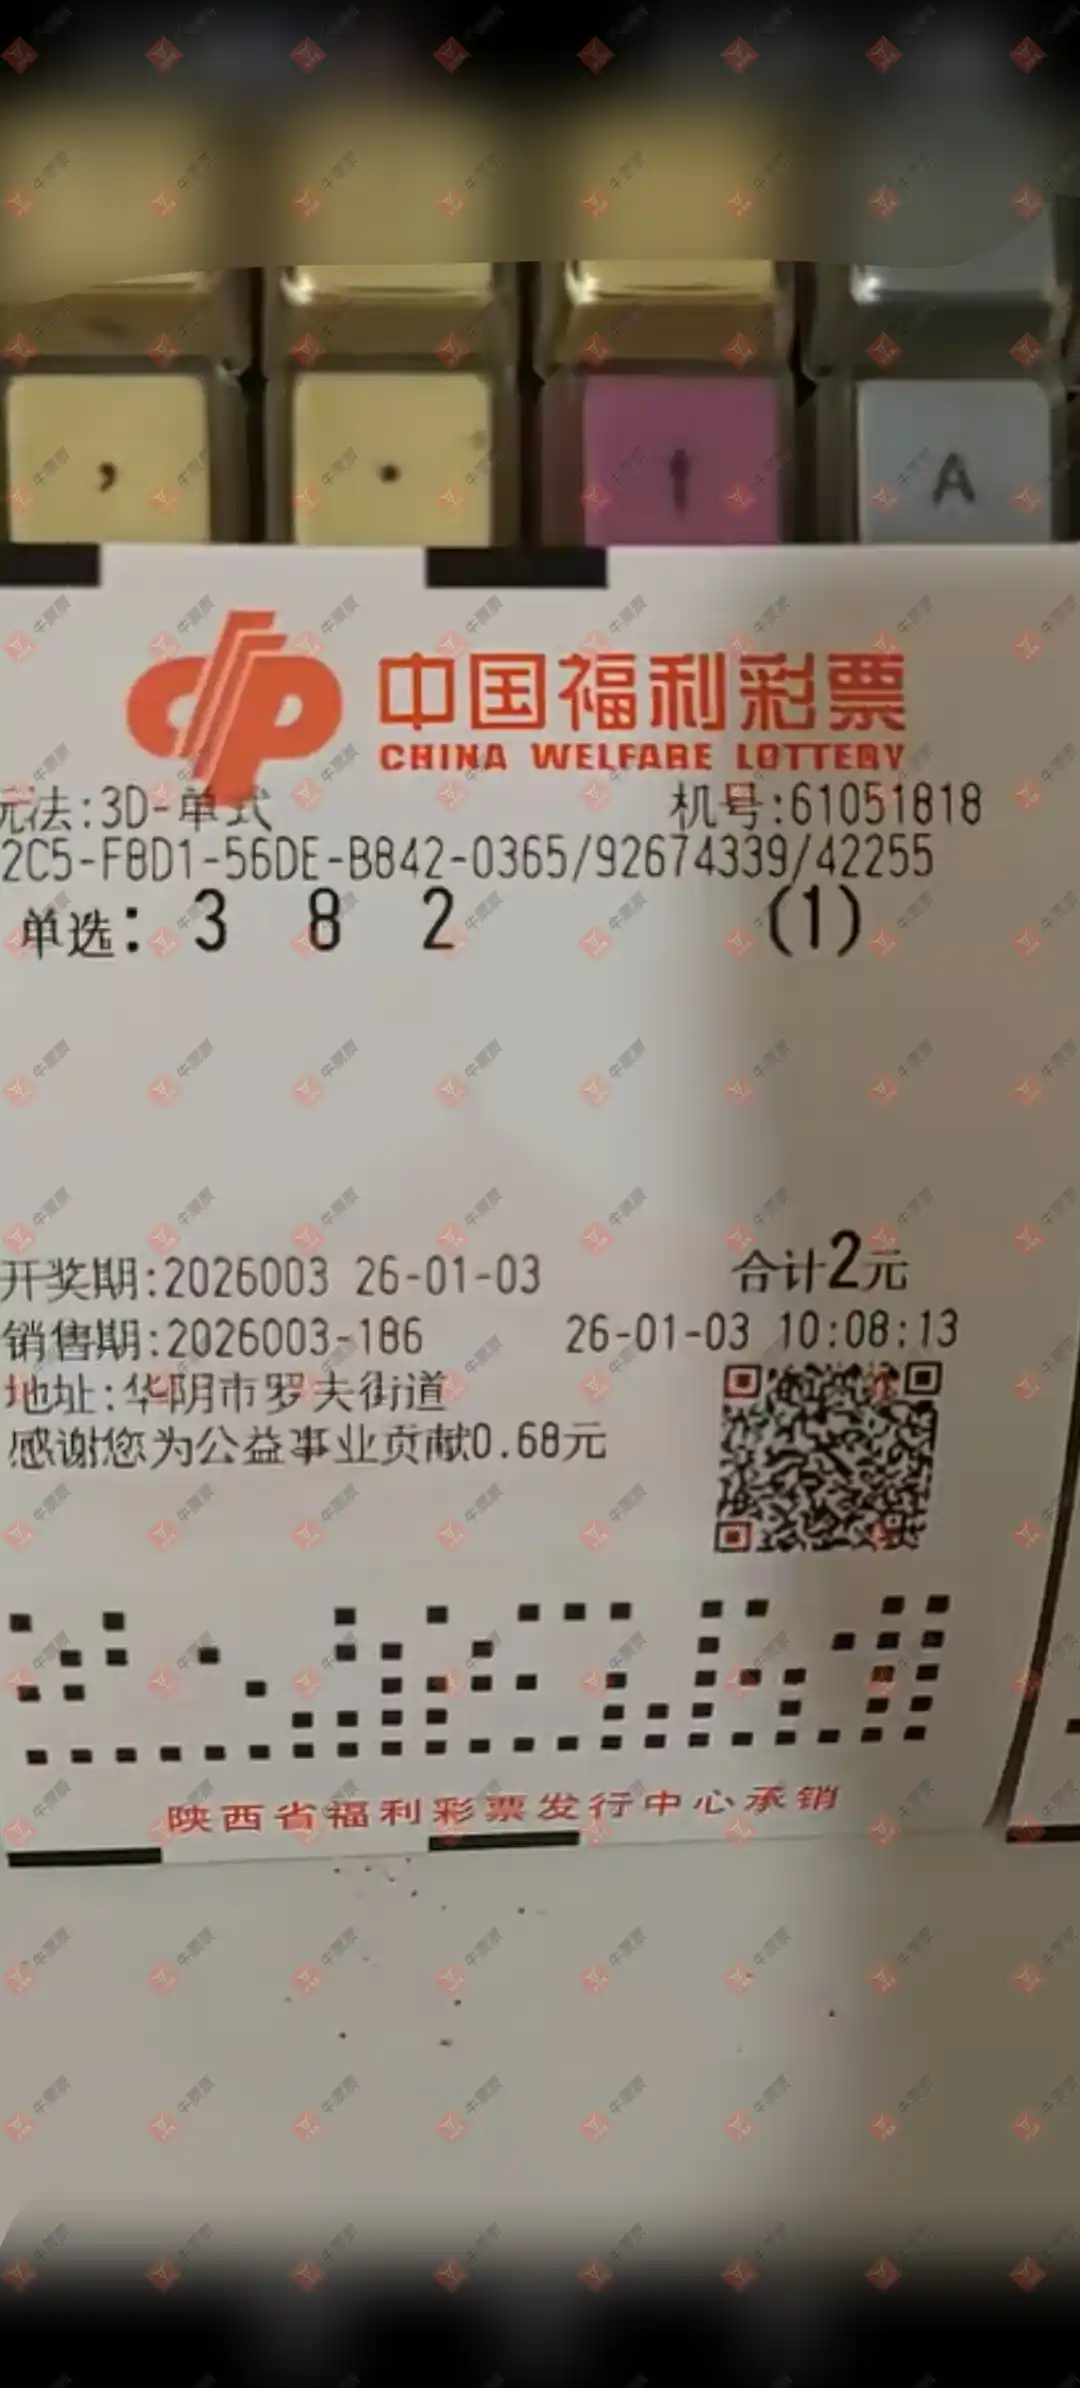 ,
·
↑
A
中国福利彩票
CHINA WELFARE LOTTERY
玩法:3D-单式 机号:61051818
2C5-F8D1-56DE-B842-0365/92674339/42255
单选: 3 8 2 (1)
开奖期:2026003 26-01-03 合计2元
销售期:2026003-186 26-01-03 10:08:13
地址:华阴市罗夫街道
感谢您为公益事业贡献0.68元
陕西省福利彩票发行中心承销